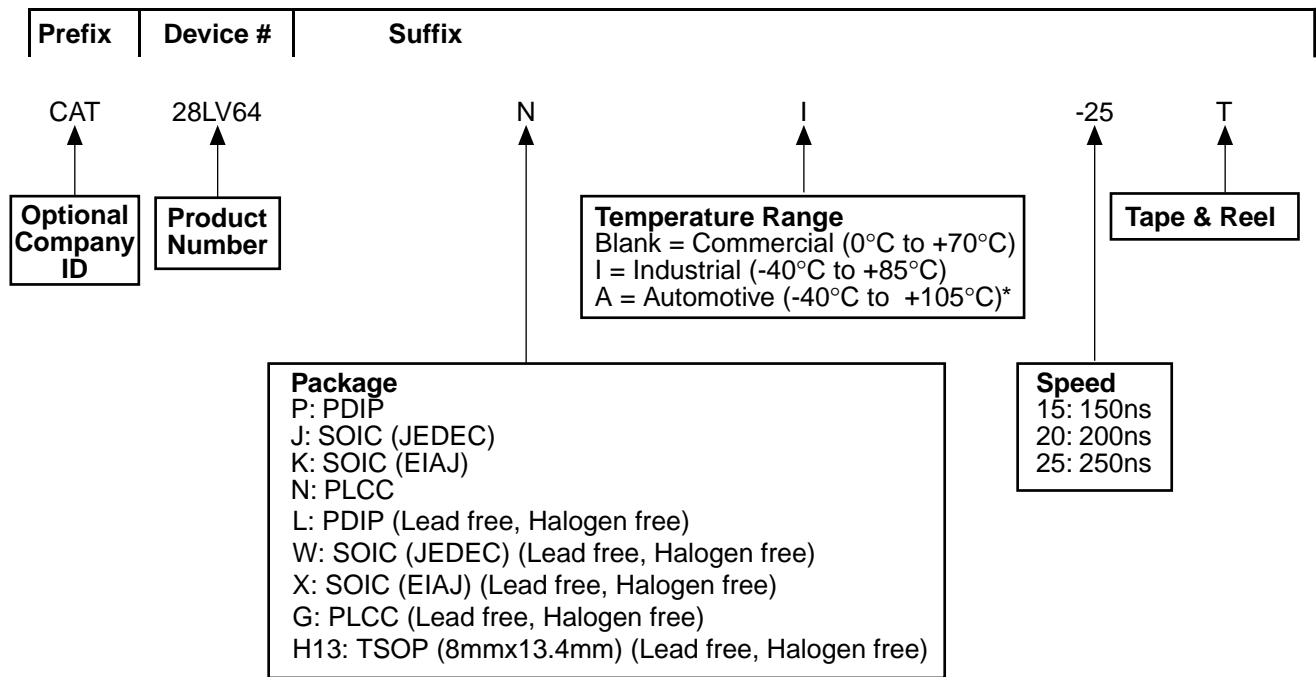 Prefix Device # Suffix
CAT 28LV64 N I -25 T
Optional
Company
ID
Product
Number
Temperature Range
Blank = Commercial (0°C to +70°C)
I = Industrial (-40°C to +85°C)
A = Automotive (-40°C to +105°C)*
Tape & Reel
Package
P: PDIP
J: SOIC (JEDEC)
K: SOIC (EIAJ)
N: PLCC
L: PDIP (Lead free, Halogen free)
W: SOIC (JEDEC) (Lead free, Halogen free)
X: SOIC (EIAJ) (Lead free, Halogen free)
G: PLCC (Lead free, Halogen free)
H13: TSOP (8mmx13.4mm) (Lead free, Halogen free)
Speed
15: 150ns
20: 200ns
25: 250ns